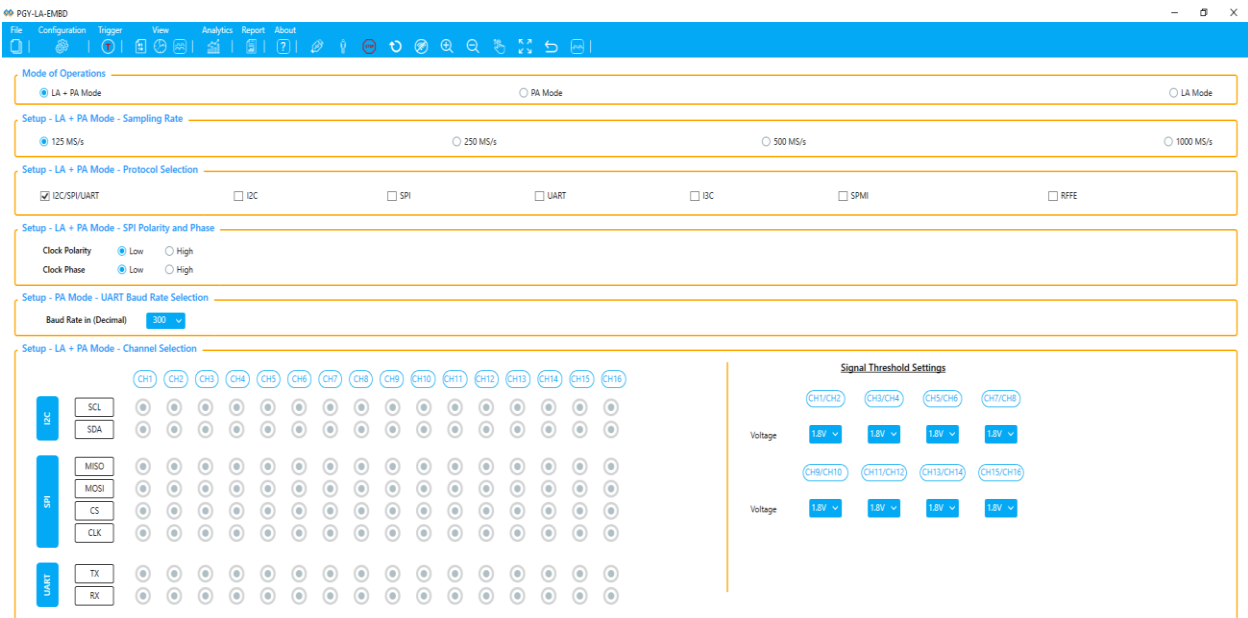 PGY-LA-EMBD
File Configuration Trigger View Analytics Report About
Mode of Operations
LA + PA Mode PA Mode LA Mode
Setup - LA + PA Mode - Sampling Rate
125 MS/s 250 MS/s 500 MS/s 1000 MS/s
Setup - LA + PA Mode - Protocol Selection
I2C/SPI/UART I2C SPI UART I3C SPMI RFFE
Setup - LA + PA Mode - SPI Polarity and Phase
Clock Polarity Low High
Clock Phase Low High
Setup - PA Mode - UART Baud Rate Selection
Baud Rate in (Decimal) 300
Setup - LA + PA Mode - Channel Selection
CH1 CH2 CH3 CH4 CH5 CH6 CH7 CH8 CH9 CH10 CH11 CH12 CH13 CH14 CH15 CH16
I2C
SCL
SDA
SPI
MISO
MOSI
CS
CLK
UART
TX
RX
Signal Threshold Settings
CH1/CH2 CH3/CH4 CH5/CH6 CH7/CH8
Voltage 1.8V 1.8V 1.8V 1.8V
CH9/CH10 CH11/CH12 CH13/CH14 CH15/CH16
Voltage 1.8V 1.8V 1.8V 1.8V